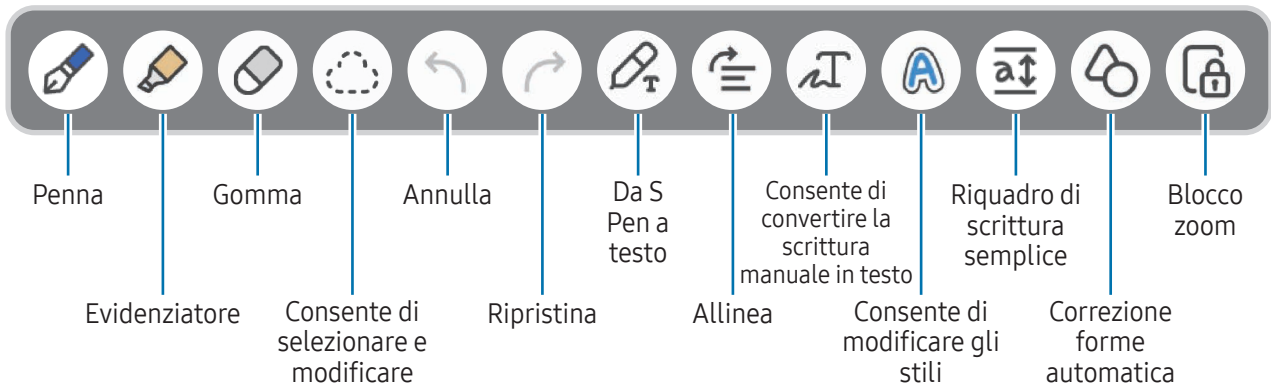 Penna
Gomma
Annulla
Da S
Pen a
testo
Consente di
convertire la
scrittura
manuale in testo
Riquadro di
scrittura
semplice
Blocco
zoom
Evidenziatore
Consente di
selezionare e
modificare
Ripristina
Allinea
Consente di
modificare gli
stili
Correzione
forme
automatica